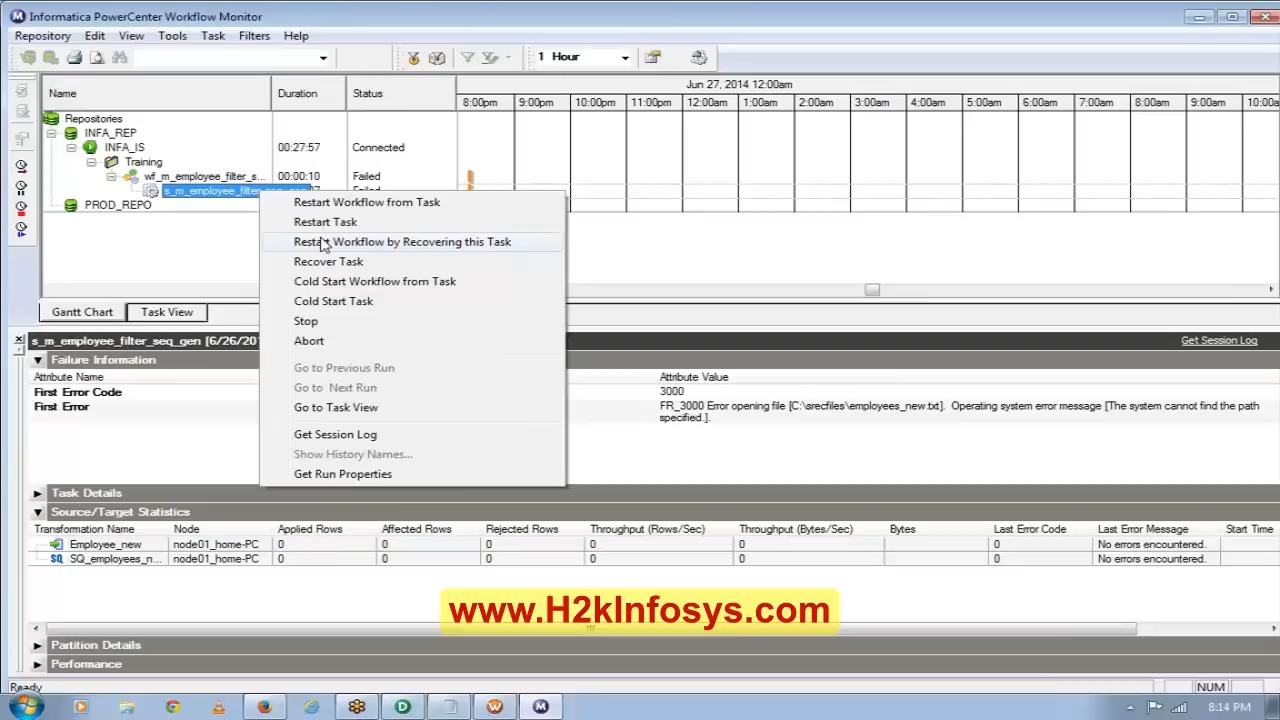 Informatica PowerCenter Workflow Monitor
Repository Edit View Tools Task Filters Help
1 Hour
Name Duration Status Jun 27, 2014 12:00am
8:00pm 9:00pm 10:00pm 11:00pm 12:00am 1:00am 2:00am 3:00am 4:00am 5:00am 6:00am 7:00am 8:00am 9:00am 10:00a
Repositories
INFA_REP
INFA_IS 00:27:57 Connected
Training
wf_m_employee_filter_s... 00:00:10 Failed
s_m_employee_filter_seq_gen Failed
PROD_REPO
Restart Workflow from Task
Restart Task
Restart Workflow by Recovering this Task
Recover Task
Cold Start Workflow from Task
Cold Start Task
Stop
Abort
Go to Previous Run
Go to Next Run
Go to Task View
Get Session Log
Show History Names...
Get Run Properties
Gantt Chart Task View
s_m_employee_filter_seq_gen [6/26/20 Get Session Log
Failure Information
Attribute Name Attribute Value
First Error Code 3000
First Error FR_3000 Error opening file [C:\srecfiles\employees_new.txt]. Operating system error message [The system cannot find the path
specified.].
Task Details
Source/Target Statistics
Transformation Name Node Applied Rows Affected Rows Rejected Rows Throughput (Rows/Sec) Throughput (Bytes/Sec) Bytes Last Error Code Last Error Message Start Time
Employee_new node01_home-PC 0 0 0 0 0 0 No errors encountered.
SQ SQ_employees_n... node01_home-PC 0 0 0 0 0 0 No errors encountered.
www.H2kInfosys.com
Partition Details
Performance
Ready NUM
8:14 PM